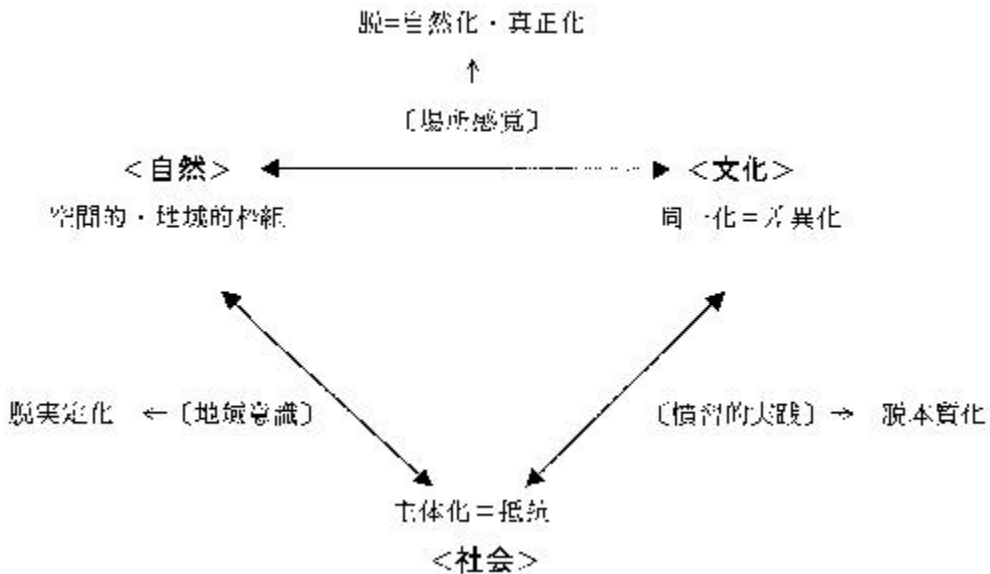 脱=自然化・真正化
↑
〔場所感覚〕
＜自然＞ ＜文化＞
空間的・地域的枠組 同一化＝差異化
脱実定化 ←〔地域意識〕 〔慣習的実践〕→ 脱本質化
主体化＝抵抗
＜社会＞